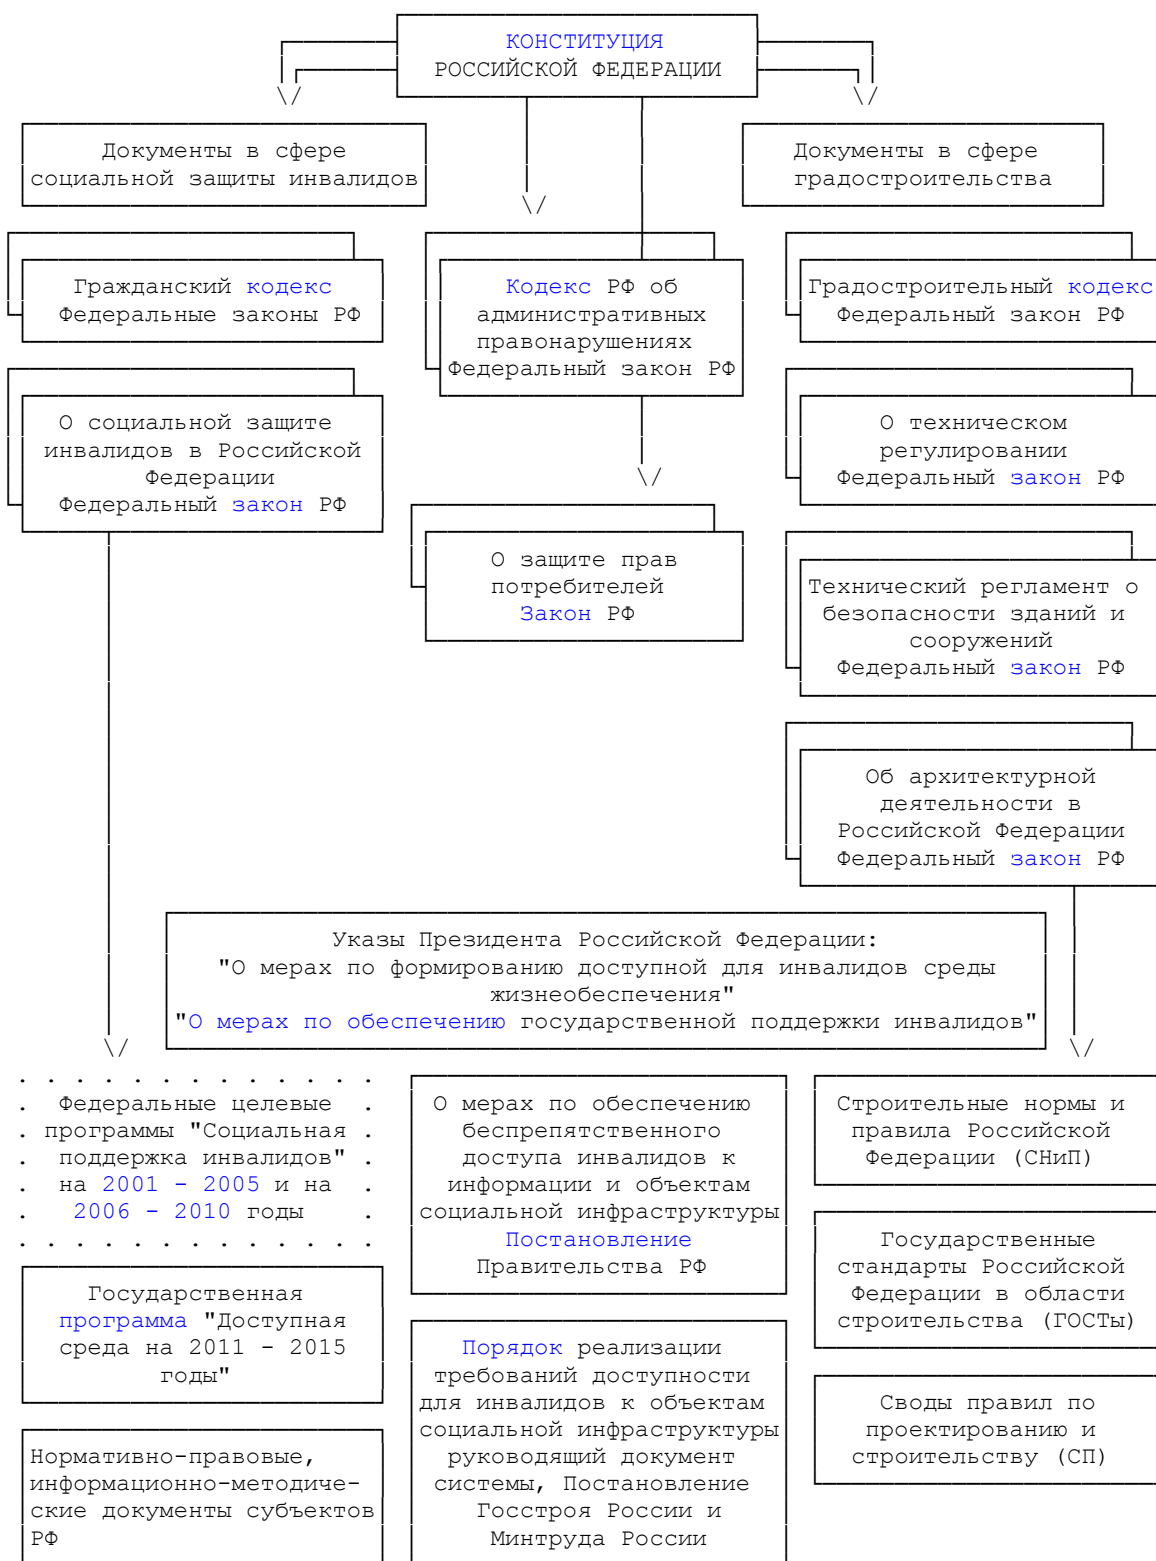 КОНСТИТУЦИЯ
РОССИЙСКОЙ ФЕДЕРАЦИИ
Документы в сфере
социальной защиты инвалидов
Документы в сфере
градостроительства
Гражданский кодекс
Федеральные законы РФ
Кодекс РФ об
административных
правонарушениях
Федеральный закон РФ
Градостроительный кодекс
Федеральный закон РФ
О социальной защите
инвалидов в Российской
Федерации
Федеральный закон РФ
О техническом
регулировании
Федеральный закон РФ
О защите прав
потребителей
Закон РФ
Технический регламент о
безопасности зданий и
сооружений
Федеральный закон РФ
Об архитектурной
деятельности в
Российской Федерации
Федеральный закон РФ
Указы Президента Российской Федерации:
"О мерах по формированию доступной для инвалидов среды
жизнеобеспечения"
"О мерах по обеспечению государственной поддержки инвалидов"
Федеральные целевые
программы "Социальная
поддержка инвалидов"
на 2001 - 2005 и на
2006 - 2010 годы
О мерах по обеспечению
беспрепятственного
доступа инвалидов к
информации и объектам
социальной инфраструктуры
Постановление
Правительства РФ
Строительные нормы и
правила Российской
Федерации (СНиП)
Государственные
стандарты Российской
Федерации в области
строительства (ГОСТы)
Государственная
программа "Доступная
среда на 2011 - 2015
годы"
Порядок реализации
требований доступности
для инвалидов к объектам
социальной инфраструктуры
руководящий документ
системы, Постановление
Госстроя России и
Минтруда России
Своды правил по
проектированию и
строительству (СП)
Нормативно-правовые,
информационно-методиче-
ские документы субъектов
РФ